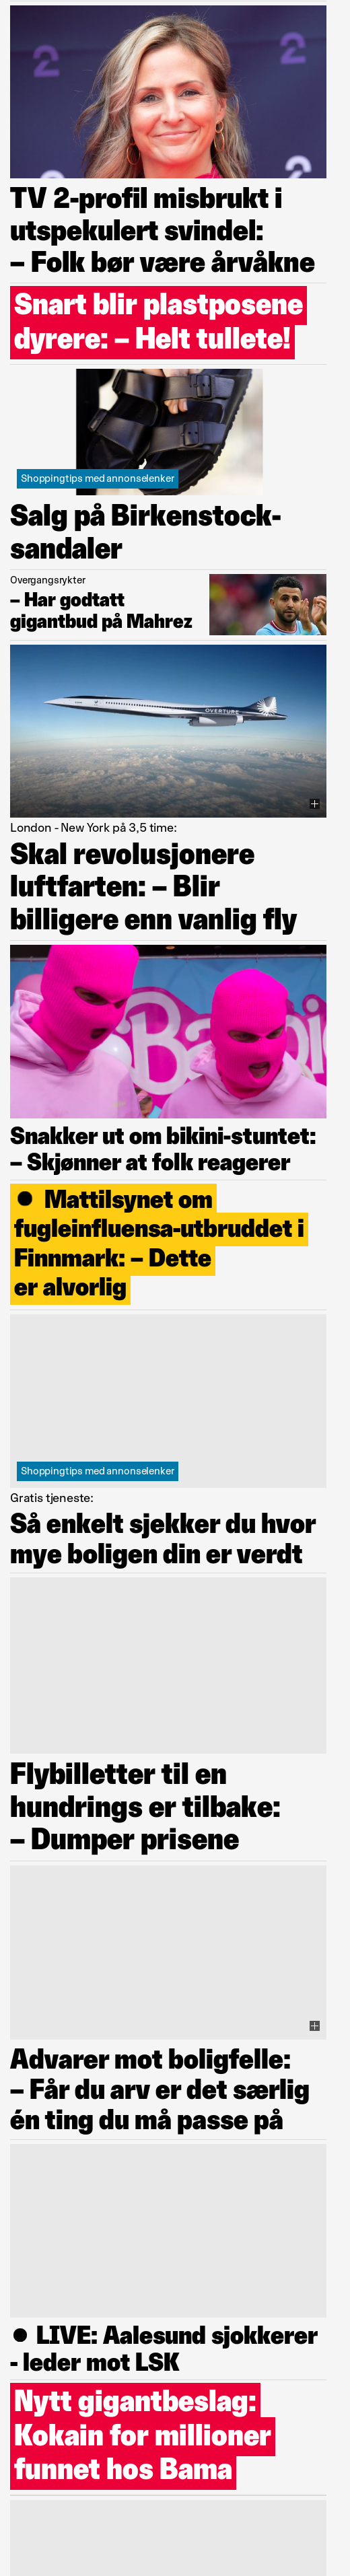 2
2
2
TV 2-profil misbrukt i
utspekulert svindel:
– Folk bør være årvåkne
Snart blir plastposene
dyrere: – Helt tullete!
Shoppingtips med annonselenker
Salg på Birkenstock-
sandaler
Overgangsrykter
– Har godtatt
gigantbud på Mahrez
OVERTURE
London - New York på 3,5 time:
Skal revolusjonere
luftfarten: – Blir
billigere enn vanlig fly
Snakker ut om bikini-stuntet:
– Skjønner at folk reagerer
Mattilsynet om
fugleinfluensa-utbruddet i
Finnmark: – Dette
er alvorlig
Shoppingtips med annonselenker
Gratis tjeneste:
Så enkelt sjekker du hvor
mye boligen din er verdt
Flybilletter til en
hundrings er tilbake:
– Dumper prisene
Advarer mot boligfelle:
– Får du arv er det særlig
én ting du må passe på
LIVE: Aalesund sjokkerer
- leder mot LSK
Nytt gigantbeslag:
Kokain for millioner
funnet hos Bama